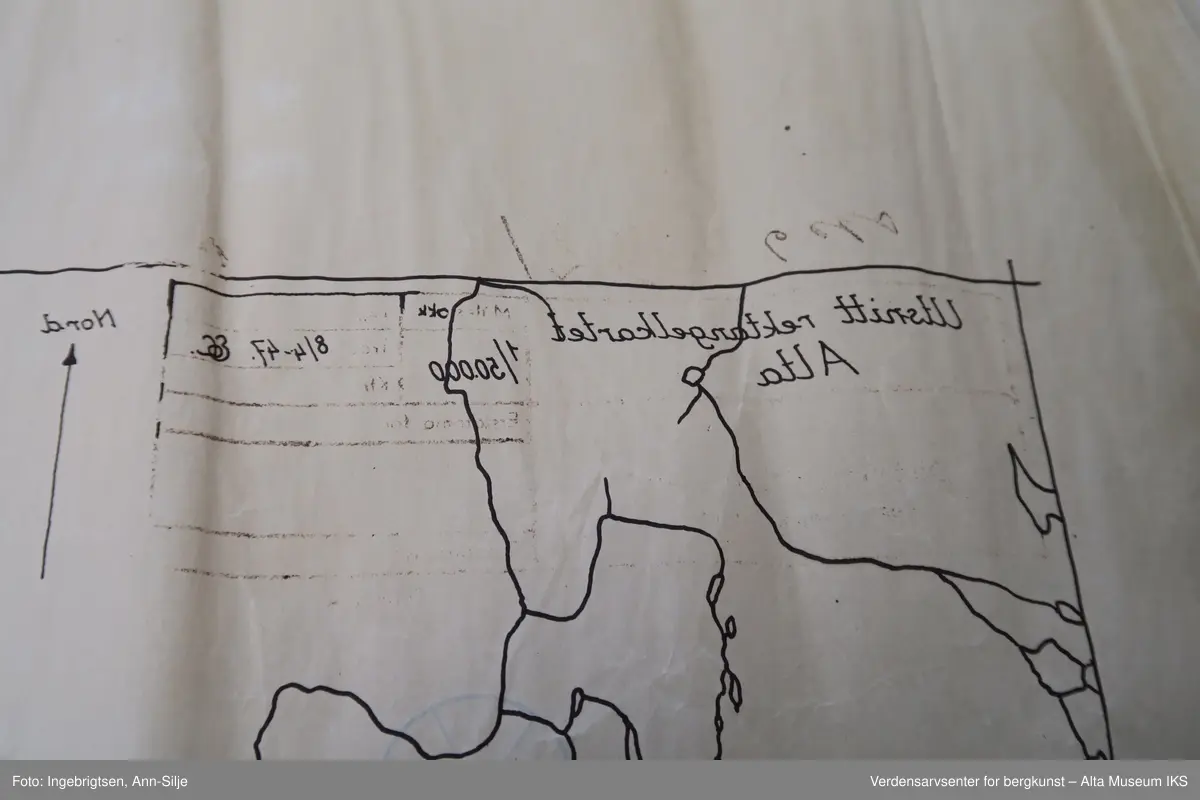 Utsnitt rektangelkartet
Alta
1/50000
8/4-47.
Nord
Foto: Ingebrigtsen, Ann-Silje
Verdensarvsenter for bergkunst – Alta Museum IKS